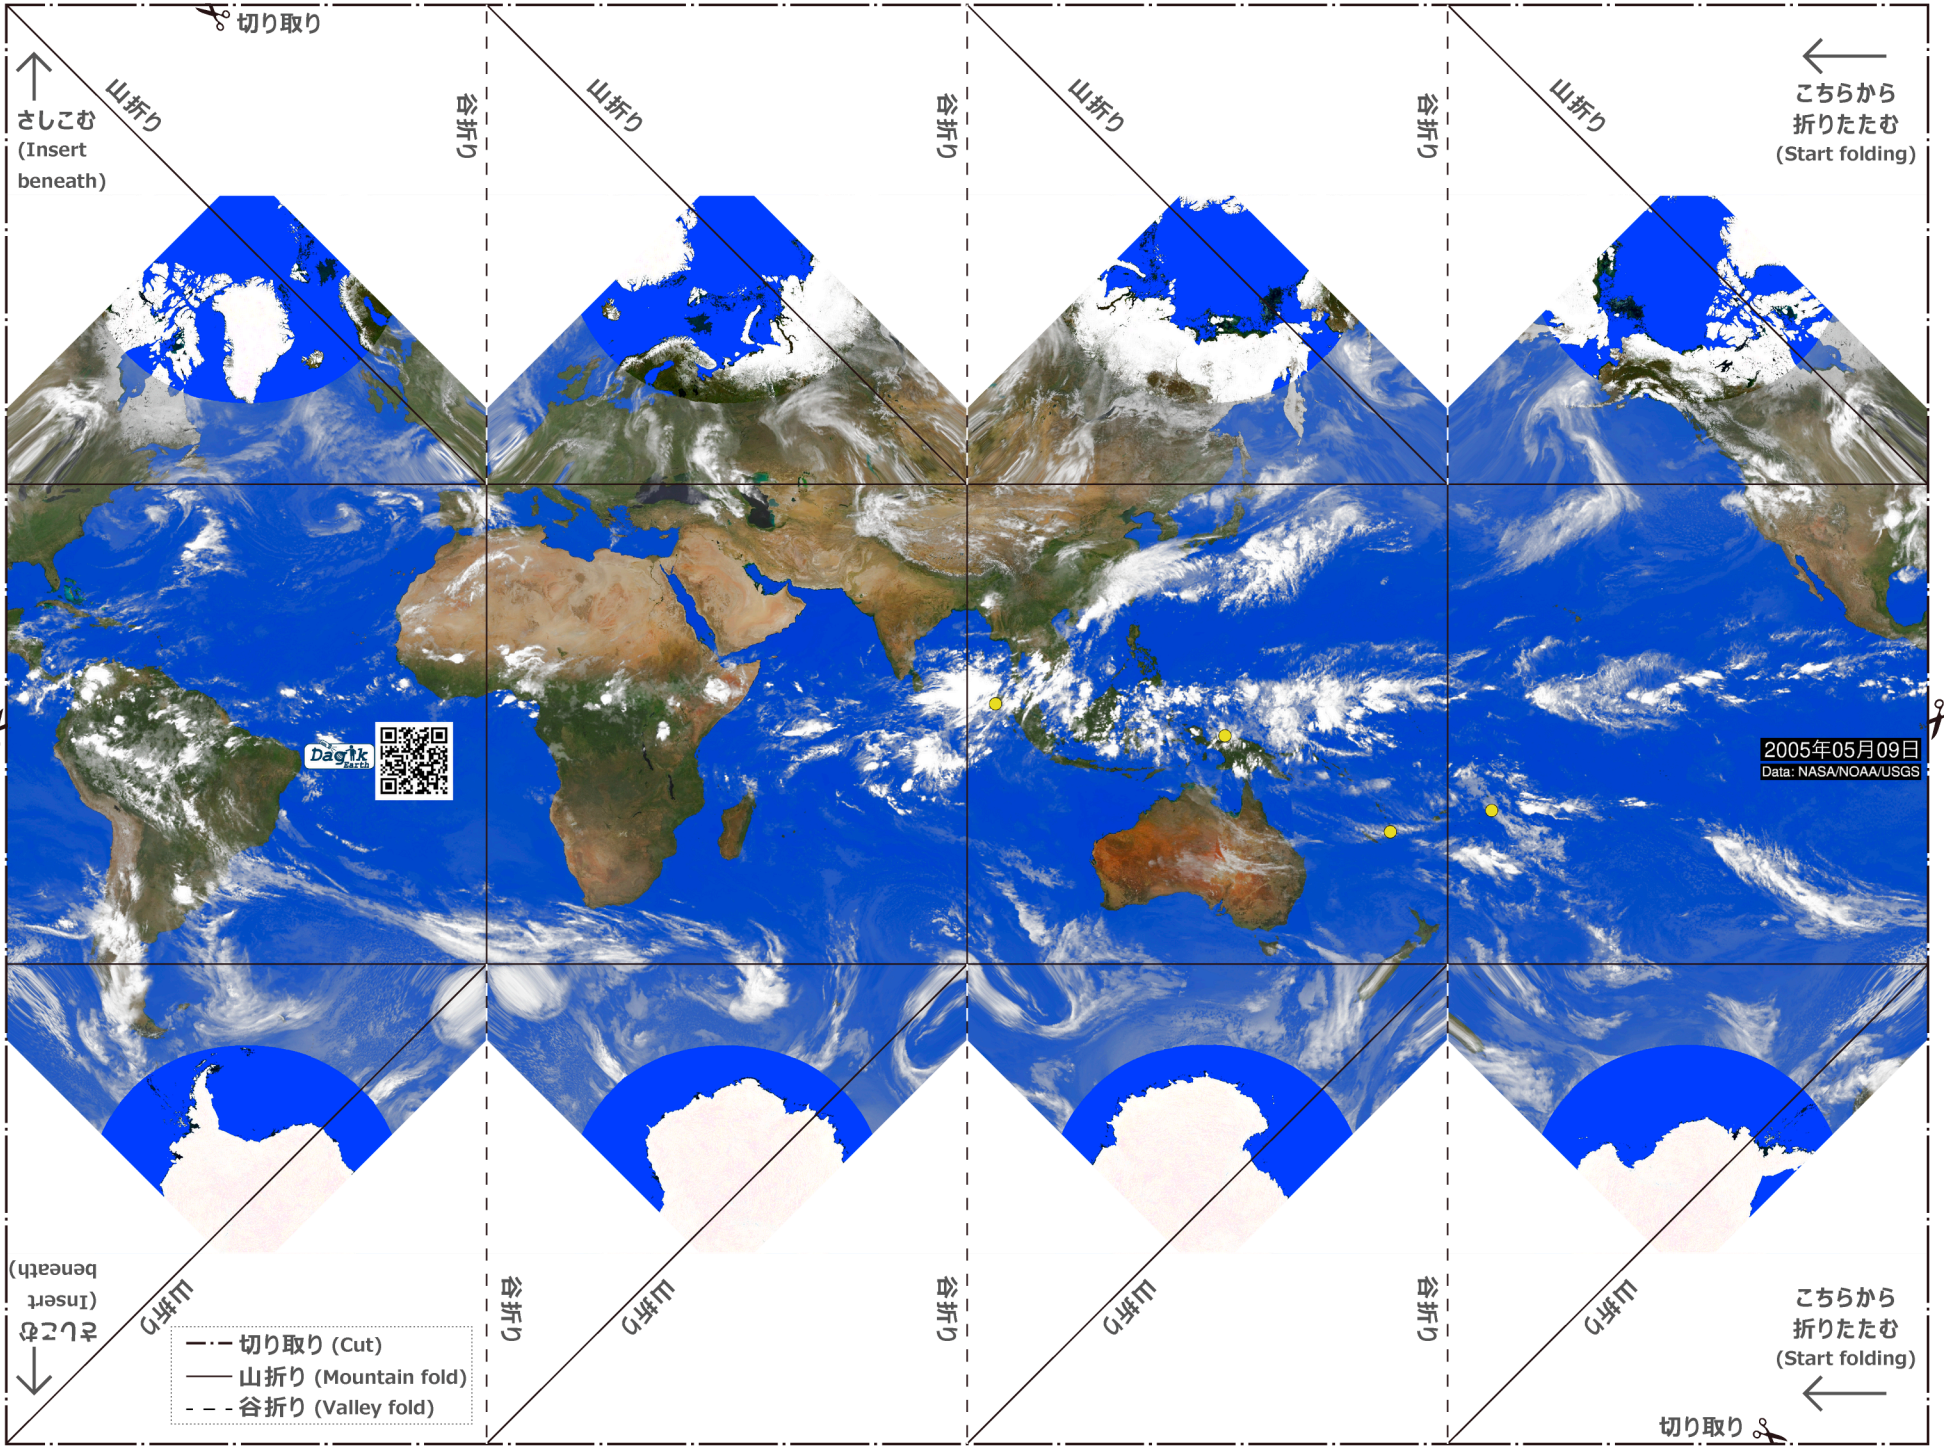 切り取り
山折り
谷折り
山折り
谷折り
山折り
谷折り
山折り
さしこむ
(Insert
beneath)
こちらから
折りたたむ
(Start folding)
Dagik
Earth
2005年05月09日
Data: NASA/NOAA/USGS
さしこむ
(Insert
beneath)
山折り
谷折り
山折り
谷折り
山折り
谷折り
山折り
こちらから
折りたたむ
(Start folding)
切り取り (Cut)
山折り (Mountain fold)
谷折り (Valley fold)
切り取り